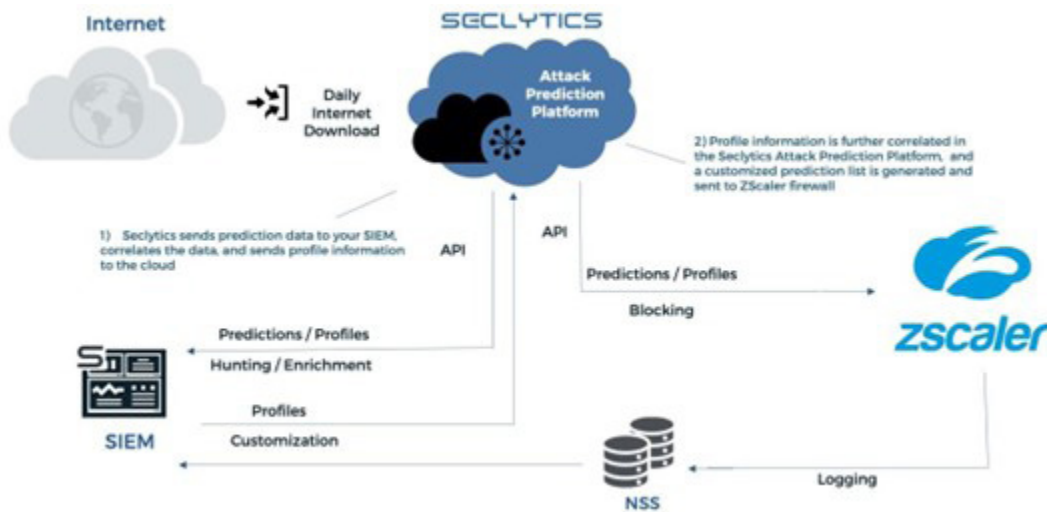 Internet
SECLYTICS
Attack
Prediction
Platform
Daily
Internet
Download
2) Profile information is further correlated in
the Seclytics Attack Prediction Platform, and
a customized prediction list is generated and
sent to ZScaler firewall
1) Seclytics sends prediction data to your SIEM,
correlates the data, and sends profile information
to the cloud
API
API
Predictions / Profiles
Blocking
zscaler
Predictions / Profiles
Hunting / Enrichment
S
SIEM
Profiles
Customization
NSS
Logging